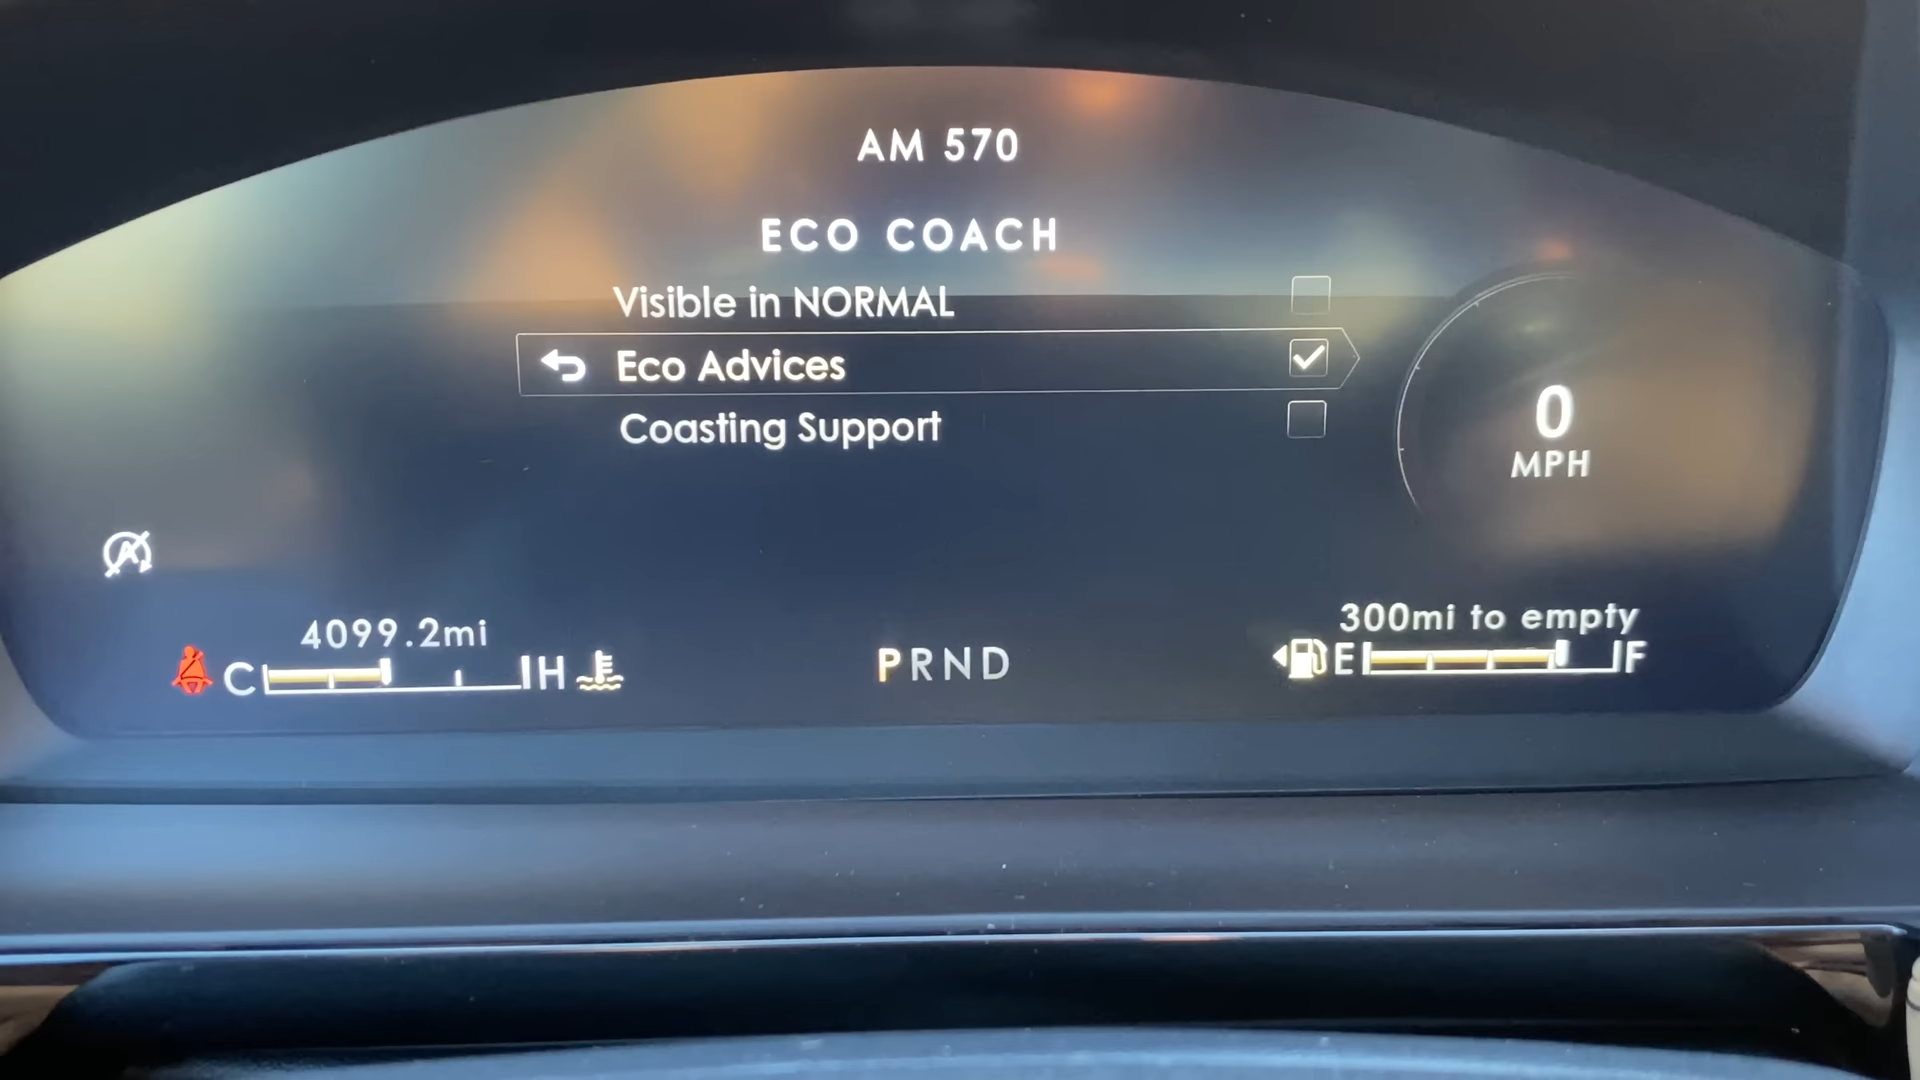 AM 570
ECO COACH
Visible in NORMAL
Eco Advices
Coasting Support
0
MPH
A
4099.2mi
300mi to empty
C H
PRND
E F